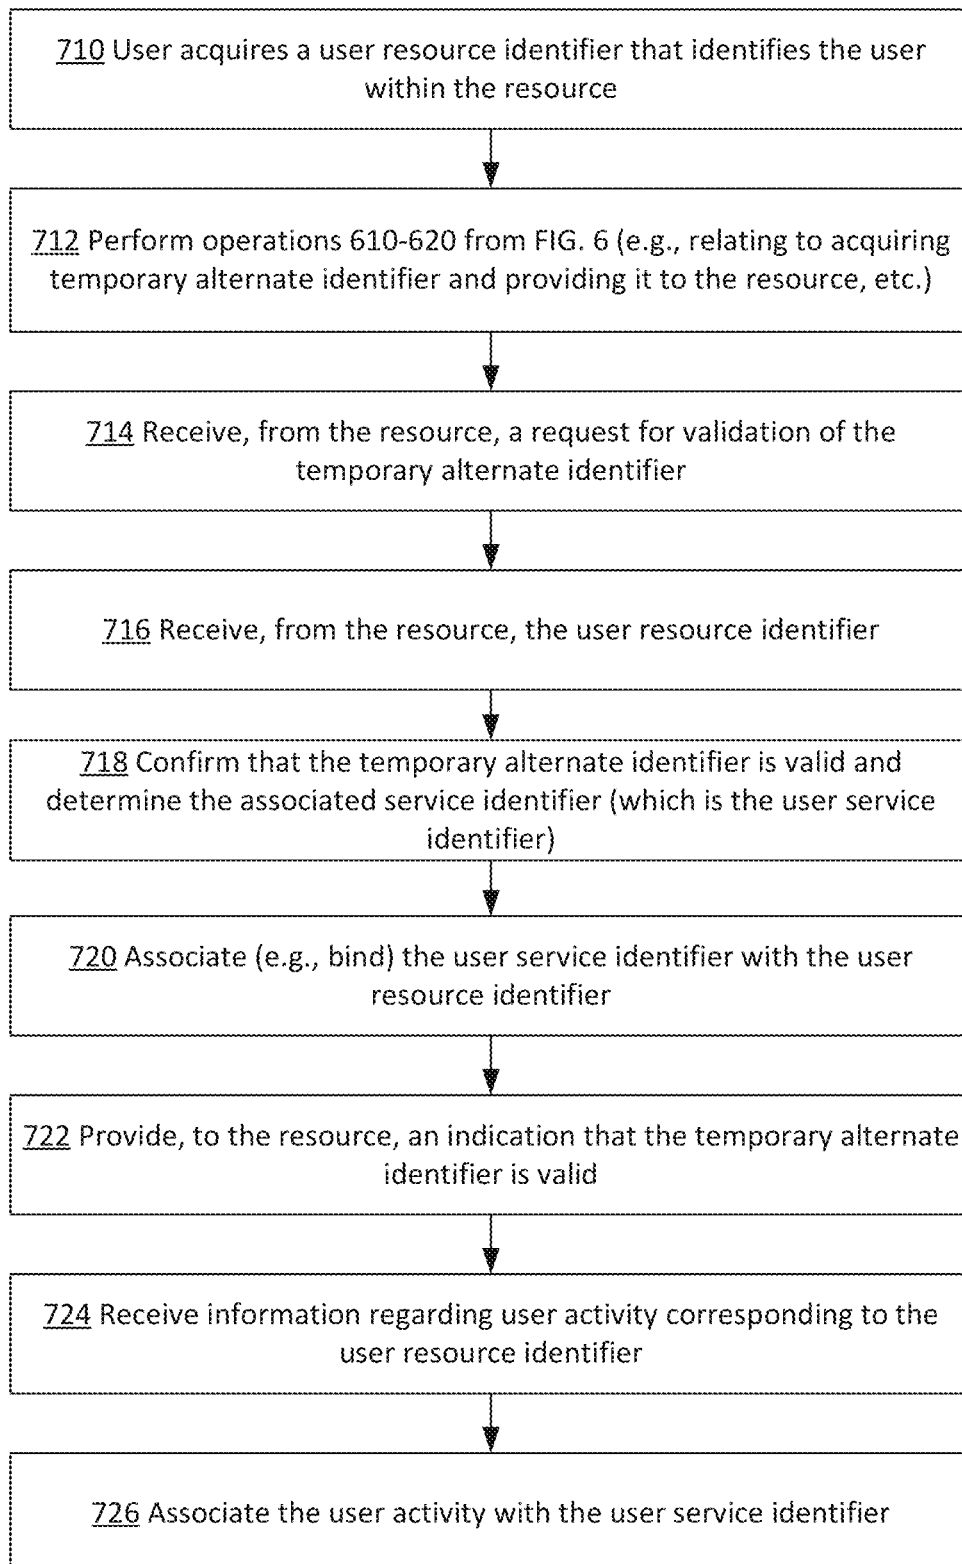 710 User acquires a user resource identifier that identifies the user
within the resource
712 Perform operations 610-620 from FIG. 6 (e.g., relating to acquiring
temporary alternate identifier and providing it to the resource, etc.)
714 Receive, from the resource, a request for validation of the
temporary alternate identifier
716 Receive, from the resource, the user resource identifier
718 Confirm that the temporary alternate identifier is valid and
determine the associated service identifier (which is the user service
identifier)
720 Associate (e.g., bind) the user service identifier with the user
resource identifier
722 Provide, to the resource, an indication that the temporary alternate
identifier is valid
724 Receive information regarding user activity corresponding to the
user resource identifier
726 Associate the user activity with the user service identifier